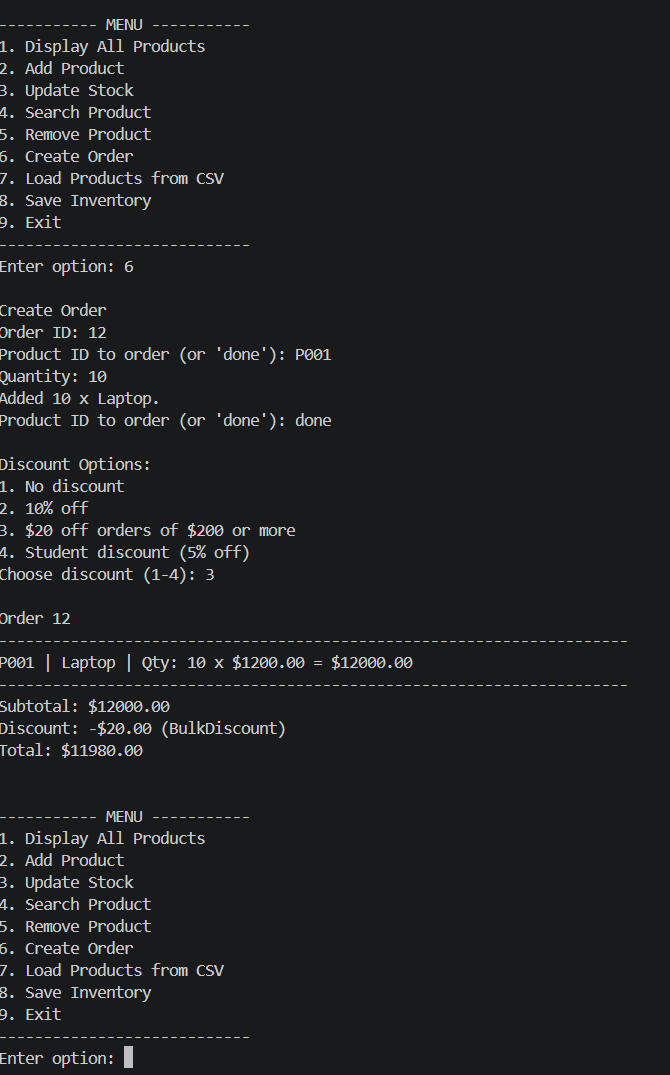 ----------- MENU -----------
1. Display All Products
2. Add Product
3. Update Stock
4. Search Product
5. Remove Product
6. Create Order
7. Load Products from CSV
8. Save Inventory
9. Exit
----------------------------
Enter option: 6
Create Order
Order ID: 12
Product ID to order (or 'done'): P001
Quantity: 10
Added 10 x Laptop.
Product ID to order (or 'done'): done
Discount Options:
1. No discount
2. 10% off
3. $20 off orders of $200 or more
4. Student discount (5% off)
Choose discount (1-4): 3
Order 12
----------------------------------------------------------------------
P001 | Laptop | Qty: 10 x $1200.00 = $12000.00
----------------------------------------------------------------------
Subtotal: $12000.00
Discount: -$20.00 (BulkDiscount)
Total: $11980.00
----------- MENU -----------
1. Display All Products
2. Add Product
3. Update Stock
4. Search Product
5. Remove Product
6. Create Order
7. Load Products from CSV
8. Save Inventory
9. Exit
----------------------------
Enter option: